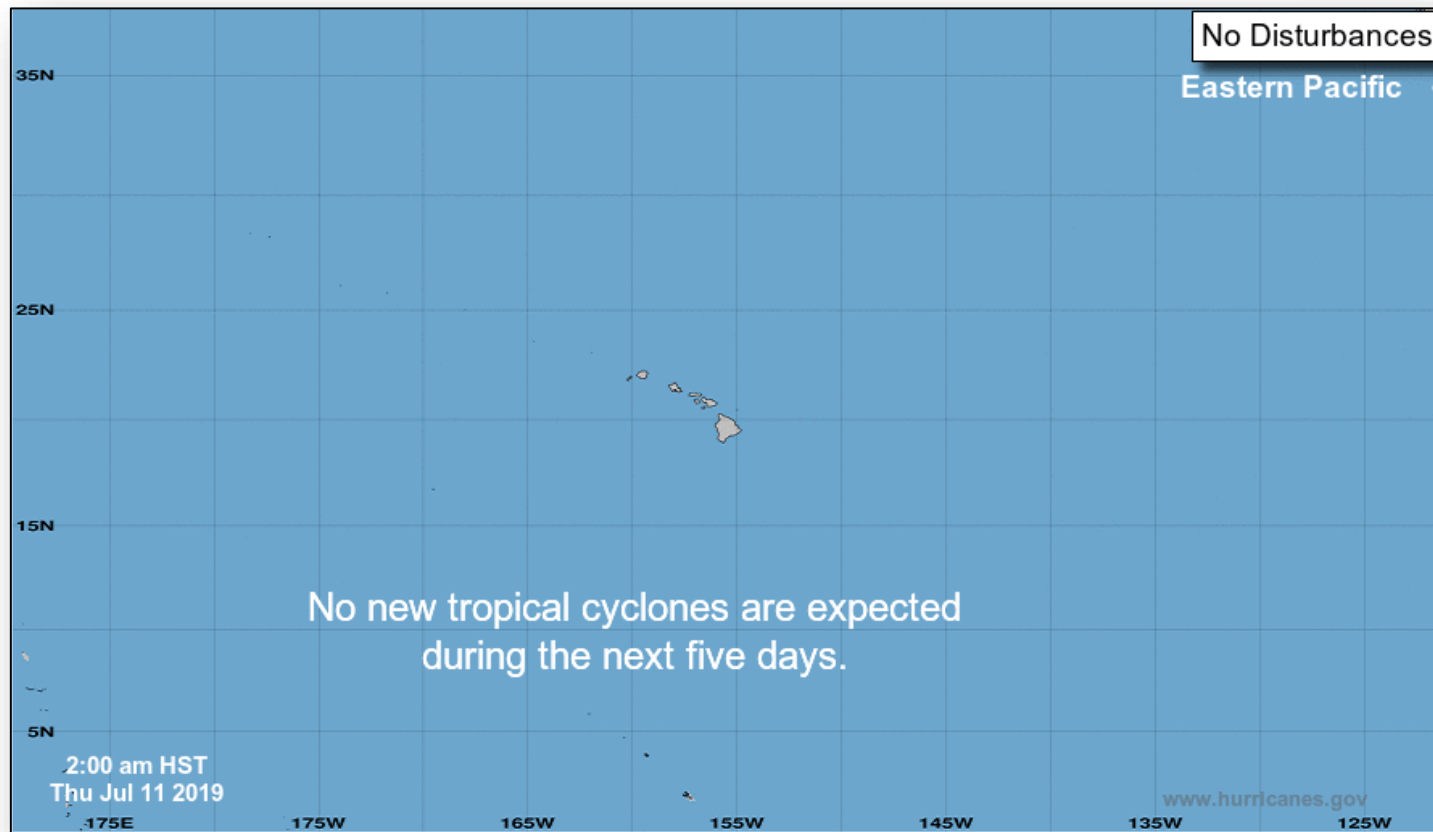 No Disturbances
35N
Eastern Pacific
25N
15N
No new tropical cyclones are expected
during the next five days.
5N
2:00 am HST
Thu Jul 11 2019
www.hurricanes.gov
175E 175W 165W 155W 145W 135W 125W